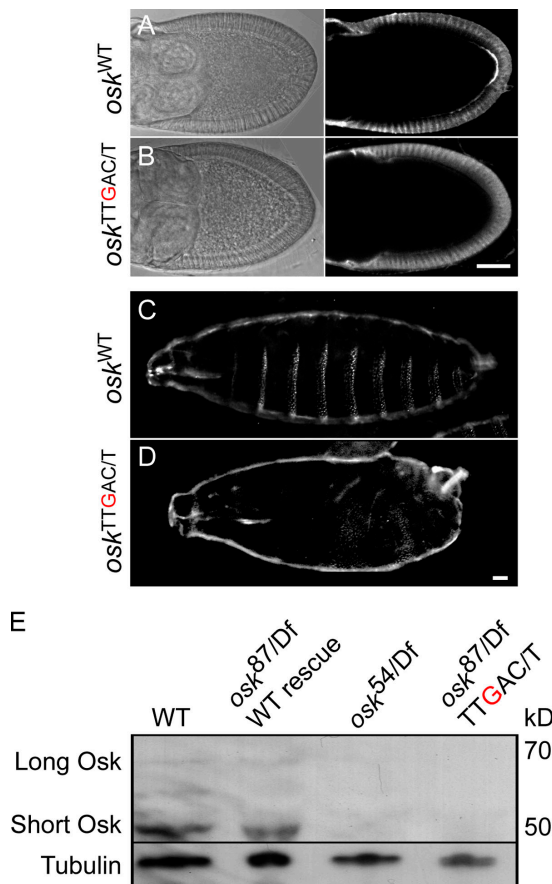 A
osk WT
B
osk TTGAC/T
C
osk WT
D
osk TTGAC/T
E
WT
osk 87/Df
WT rescue
osk 54/Df
osk 87/Df
TTGAC/T
kD
Long Osk
70
Short Osk
50
Tubulin